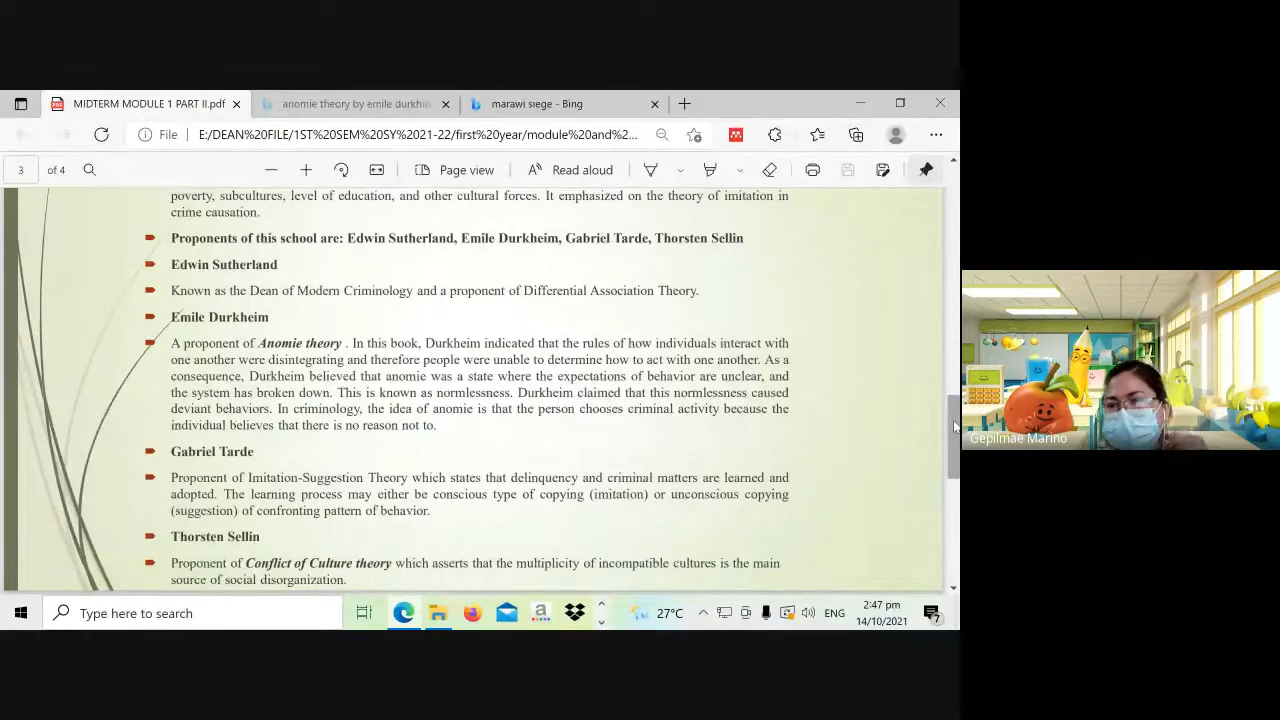 MIDTERM MODULE 1 PART II.pdf
anomie theory by emile durkhie
marawi siege - Bing
File
E:/DEAN%20FILE/1ST%20SEM%20SY%202021-22/first%20year/module%20and%2...
3 of 4
Page view
Read aloud
poverty, subcultures, level of education, and other cultural forces. It emphasized on the theory of imitation in
crime causation.
Proponents of this school are: Edwin Sutherland, Emile Durkheim, Gabriel Tarde, Thorsten Sellin
Edwin Sutherland
Known as the Dean of Modern Criminology and a proponent of Differential Association Theory.
Emile Durkheim
A proponent of Anomie theory . In this book, Durkheim indicated that the rules of how individuals interact with
one another were disintegrating and therefore people were unable to determine how to act with one another. As a
consequence, Durkheim believed that anomie was a state where the expectations of behavior are unclear, and
the system has broken down. This is known as normlessness. Durkheim claimed that this normlessness caused
deviant behaviors. In criminology, the idea of anomie is that the person chooses criminal activity because the
individual believes that there is no reason not to.
Gabriel Tarde
Proponent of Imitation-Suggestion Theory which states that delinquency and criminal matters are learned and
adopted. The learning process may either be conscious type of copying (imitation) or unconscious copying
(suggestion) of confronting pattern of behavior.
Thorsten Sellin
Proponent of Conflict of Culture theory which asserts that the multiplicity of incompatible cultures is the main
source of social disorganization.
Gepilmae Marino
Type here to search
27°C
ENG
2:47 pm
14/10/2021
7